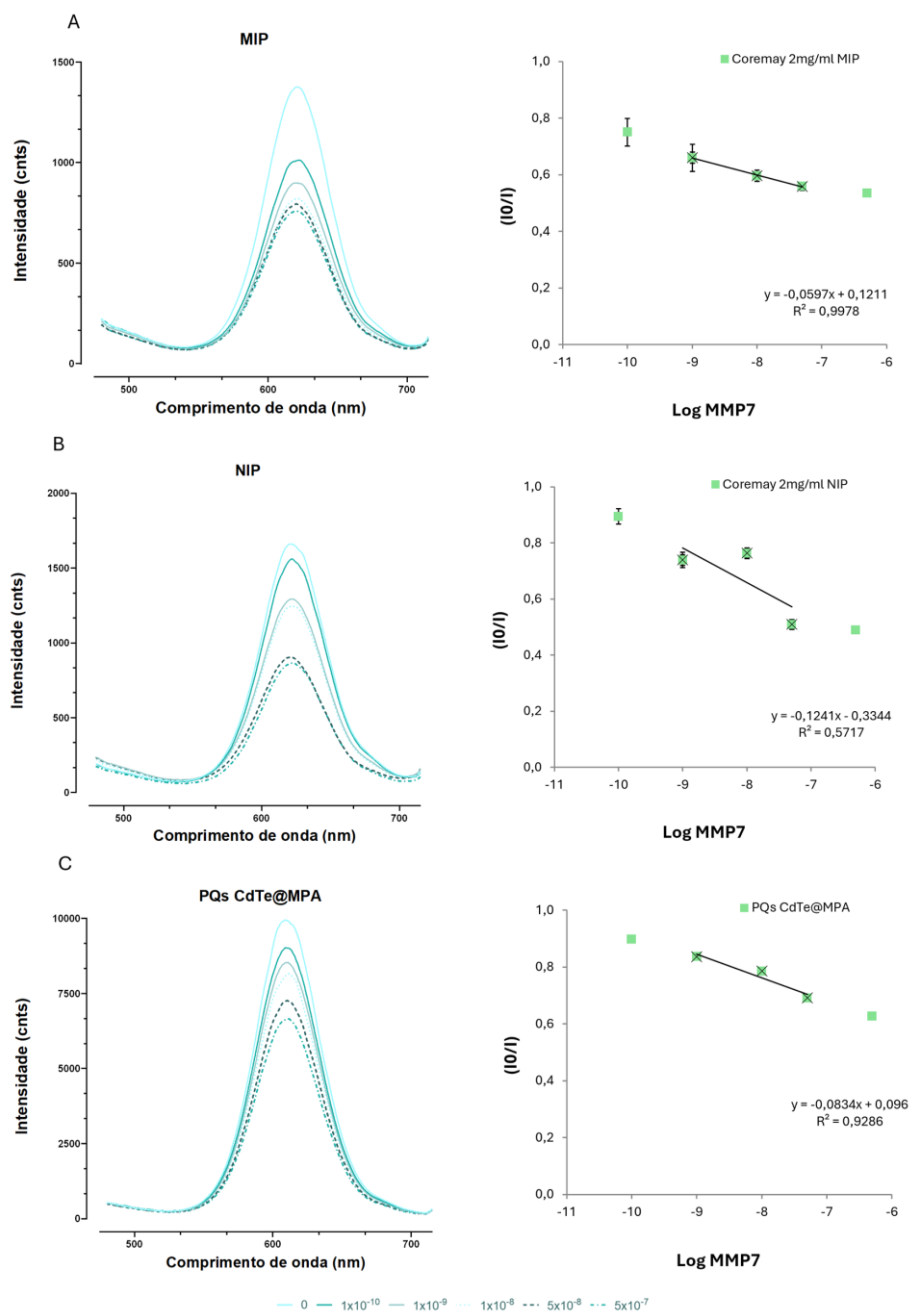 A
MIP
1500
1000
500
0
Intensidade (cnts)
500
600
700
Comprimento de onda (nm)
Coremay 2mg/ml MIP
1,0
0,8
0,6
0,4
0,2
0,0
(I0/I)
y = -0,0597x + 0,1211
R² = 0,9978
-11
-10
-9
-8
-7
-6
Log MMP7
B
NIP
2000
1500
1000
500
0
Intensidade (cnts)
500
600
700
Comprimento de onda (nm)
Coremay 2mg/ml NIP
1,0
0,8
0,6
0,4
0,2
0,0
(I0/I)
y = -0,1241x - 0,3344
R² = 0,5717
-11
-10
-9
-8
-7
-6
Log MMP7
C
PQs CdTe@MPA
10000
7500
5000
2500
0
Intensidade (cnts)
500
600
700
Comprimento de onda (nm)
PQs CdTe@MPA
1,0
0,8
0,6
0,4
0,2
0,0
(I0/I)
y = -0,0834x + 0,096
R² = 0,9286
-11
-10
-9
-8
-7
-6
Log MMP7
0 1x10⁻¹⁰ 1x10⁻⁹ 1x10⁻⁸ 5x10⁻⁸ 5x10⁻⁷